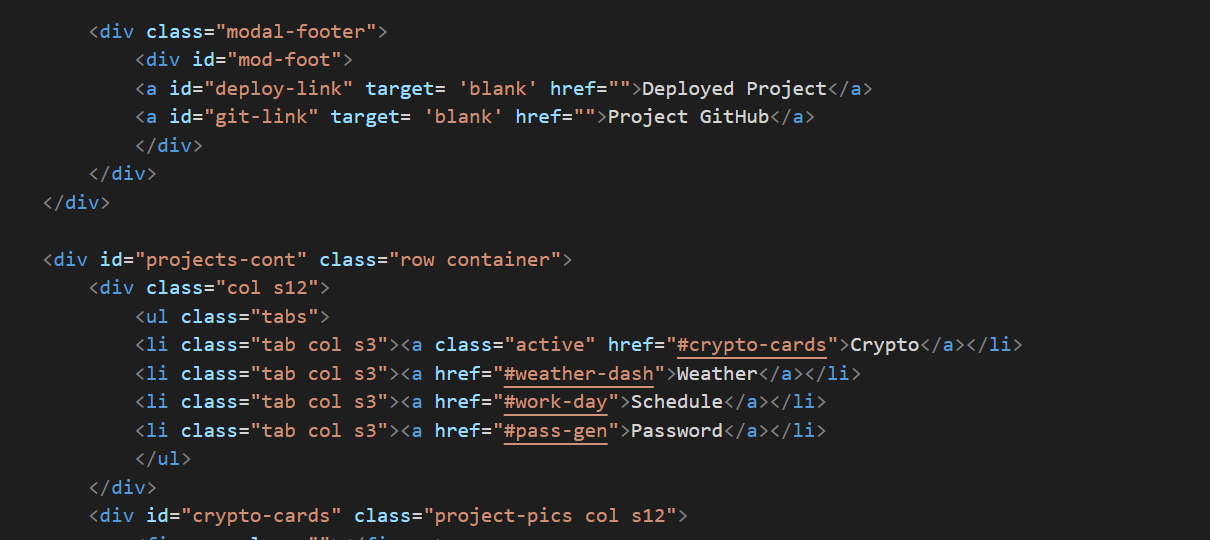 <div class="modal-footer">
<div id="mod-foot">
<a id="deploy-link" target= 'blank' href="">Deployed Project</a>
<a id="git-link" target= 'blank' href="">Project GitHub</a>
</div>
</div>
</div>
<div id="projects-cont" class="row container">
<div class="col s12">
<ul class="tabs">
<li class="tab col s3"><a class="active" href="#crypto-cards">Crypto</a></li>
<li class="tab col s3"><a href="#weather-dash">Weather</a></li>
<li class="tab col s3"><a href="#work-day">Schedule</a></li>
<li class="tab col s3"><a href="#pass-gen">Password</a></li>
</ul>
</div>
<div id="crypto-cards" class="project-pics col s12">